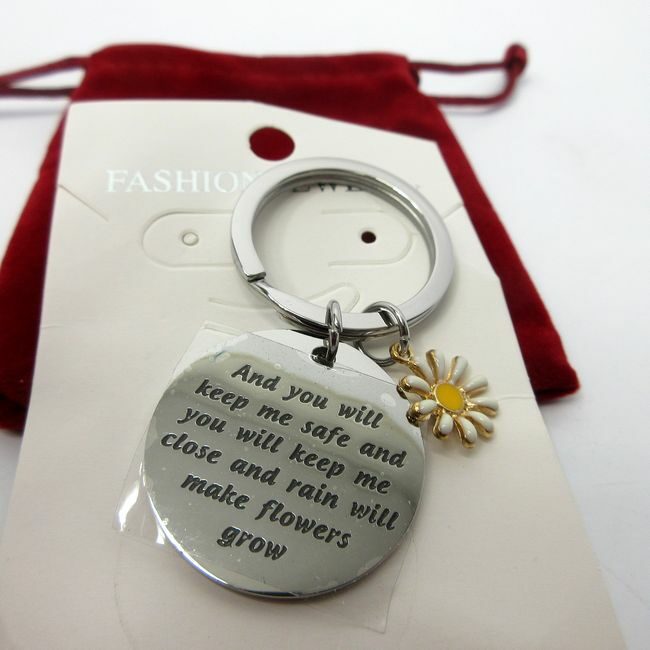 FASHION
And you will
keep me safe and
you will keep me
close and rain will
make flowers
grow